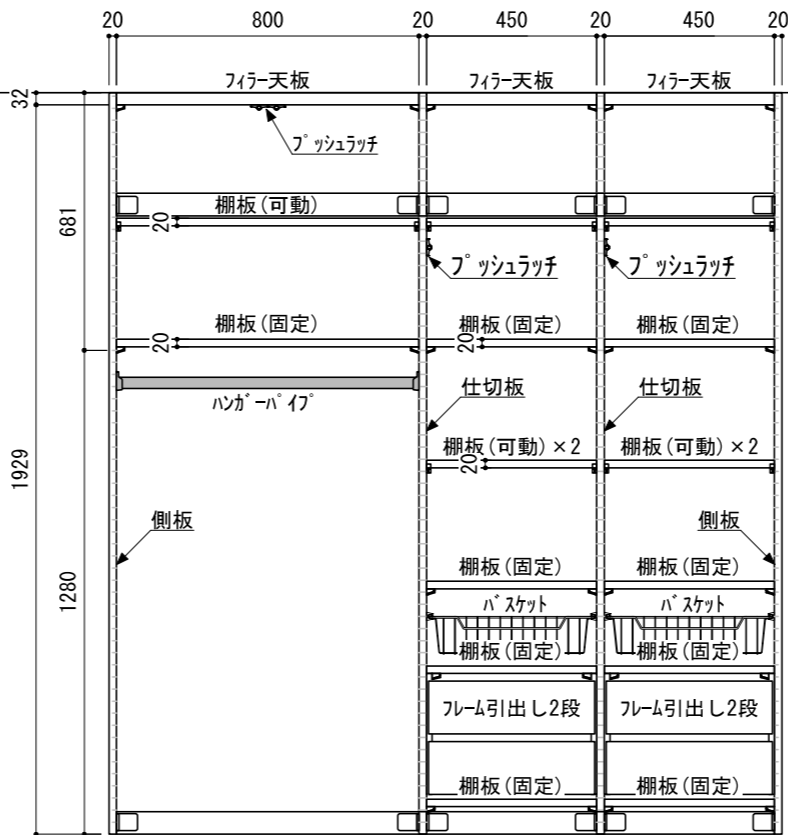 20 800 20 450 20 450 20
フィラー天板 フィラー天板 フィラー天板
32
プッシュラッチ
棚板(可動)
20
681
プッシュラッチ プッシュラッチ
棚板(固定) 棚板(固定) 棚板(固定)
20 20
ハンガーパイプ
仕切板 仕切板
棚板(可動)×2 棚板(可動)×2
20
1929
側板 側板
1280
棚板(固定) 棚板(固定)
バスケット バスケット
棚板(固定) 棚板(固定)
フレーム引出し2段 フレーム引出し2段
棚板(固定) 棚板(固定)